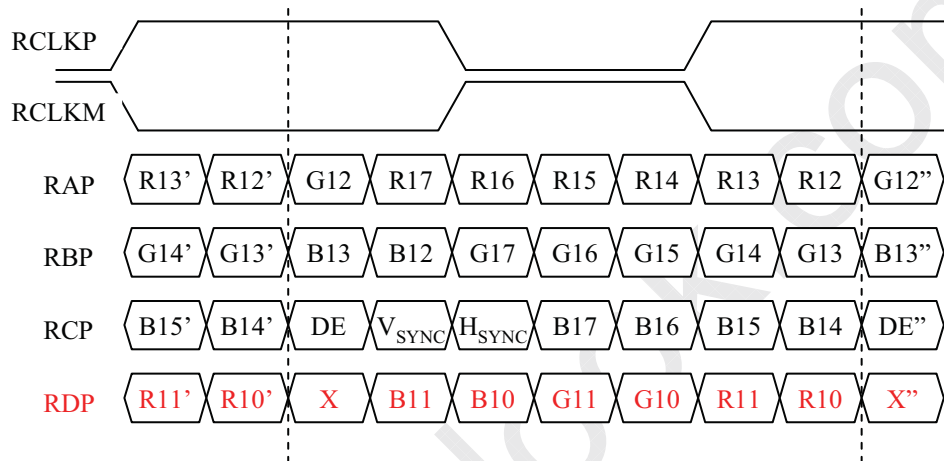 RCLKP
RCLKM
RAP R13’ R12’ G12 R17 R16 R15 R14 R13 R12 G12”
RBP G14’ G13’ B13 B12 G17 G16 G15 G14 G13 B13”
RCP B15’ B14’ DE VSYNC HSYNC B17 B16 B15 B14 DE”
RDP R11’ R10’ X B11 B10 G11 G10 R11 R10 X”